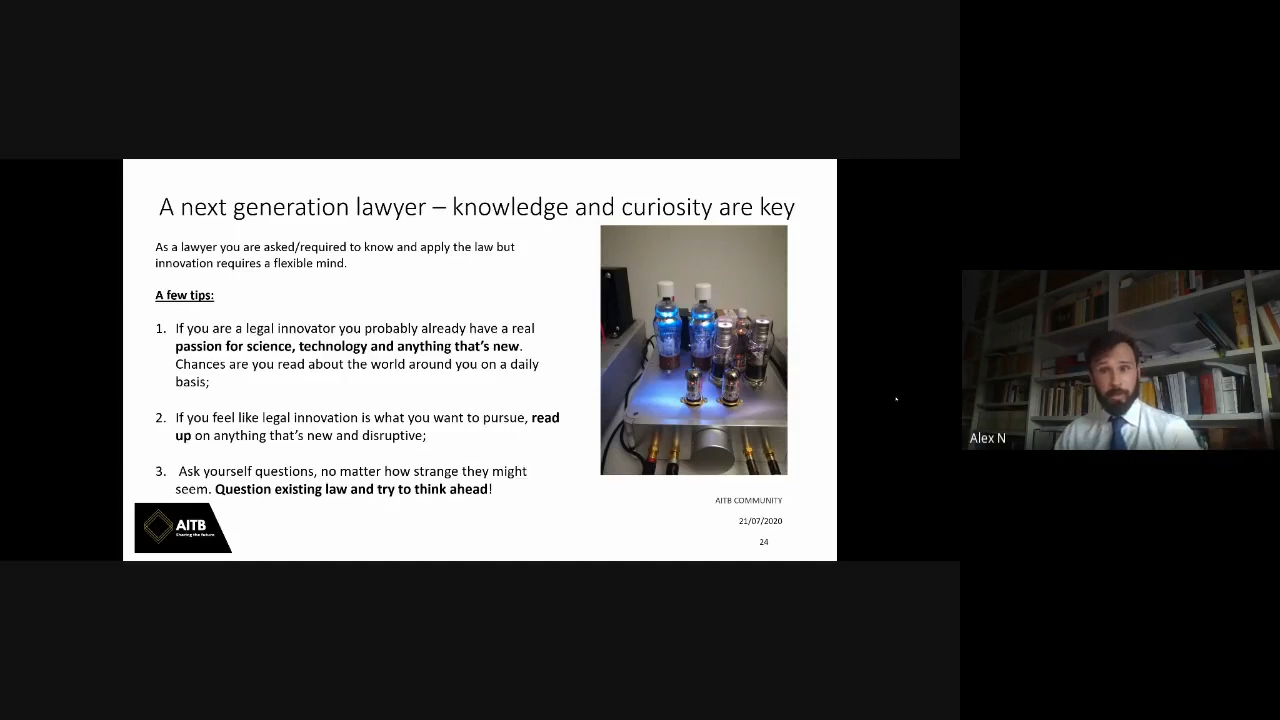 A next generation lawyer – knowledge and curiosity are key
As a lawyer you are asked/required to know and apply the law but
innovation requires a flexible mind.
A few tips:
1. If you are a legal innovator you probably already have a real
passion for science, technology and anything that's new.
Chances are you read about the world around you on a daily
basis;
2. If you feel like legal innovation is what you want to pursue, read
up on anything that's new and disruptive;
3. Ask yourself questions, no matter how strange they might
seem. Question existing law and try to think ahead!
AITB
Sharing the future
AITB COMMUNITY
21/07/2020
24
Alex N